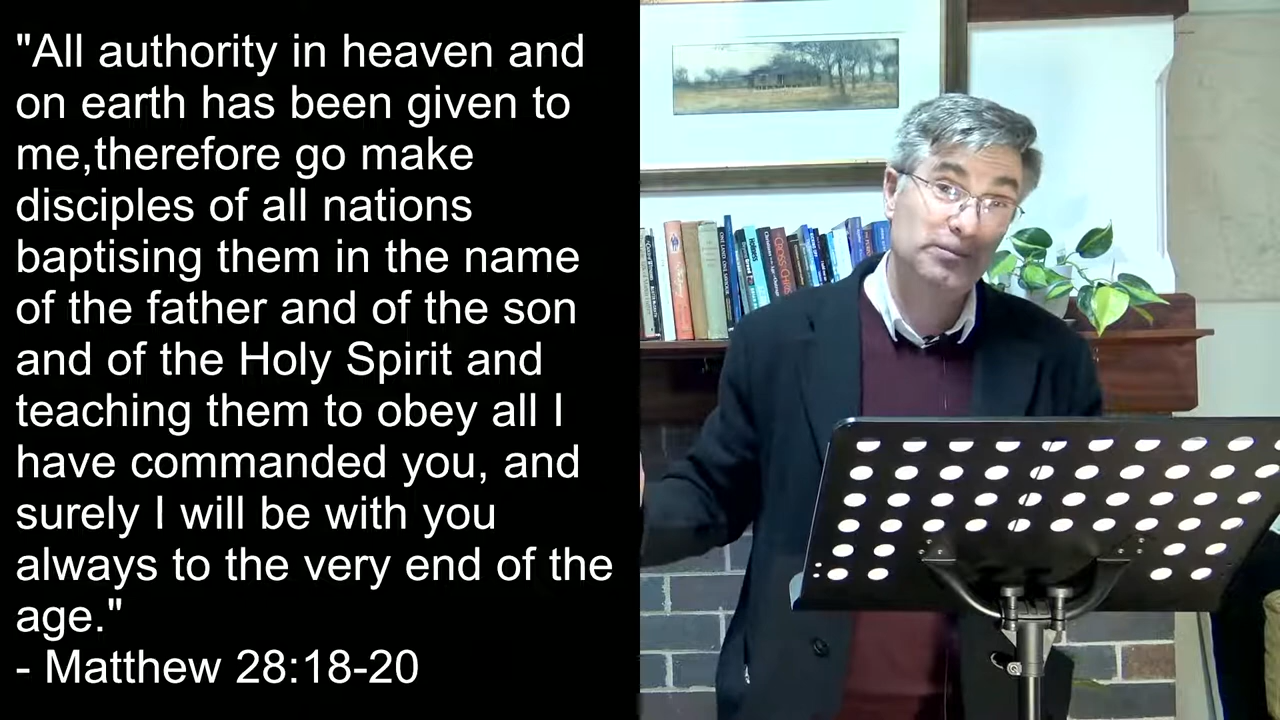 "All authority in heaven and
on earth has been given to
me,therefore go make
disciples of all nations
baptising them in the name
of the father and of the son
and of the Holy Spirit and
teaching them to obey all I
have commanded you, and
surely I will be with you
always to the very end of the
age."
- Matthew 28:18-20